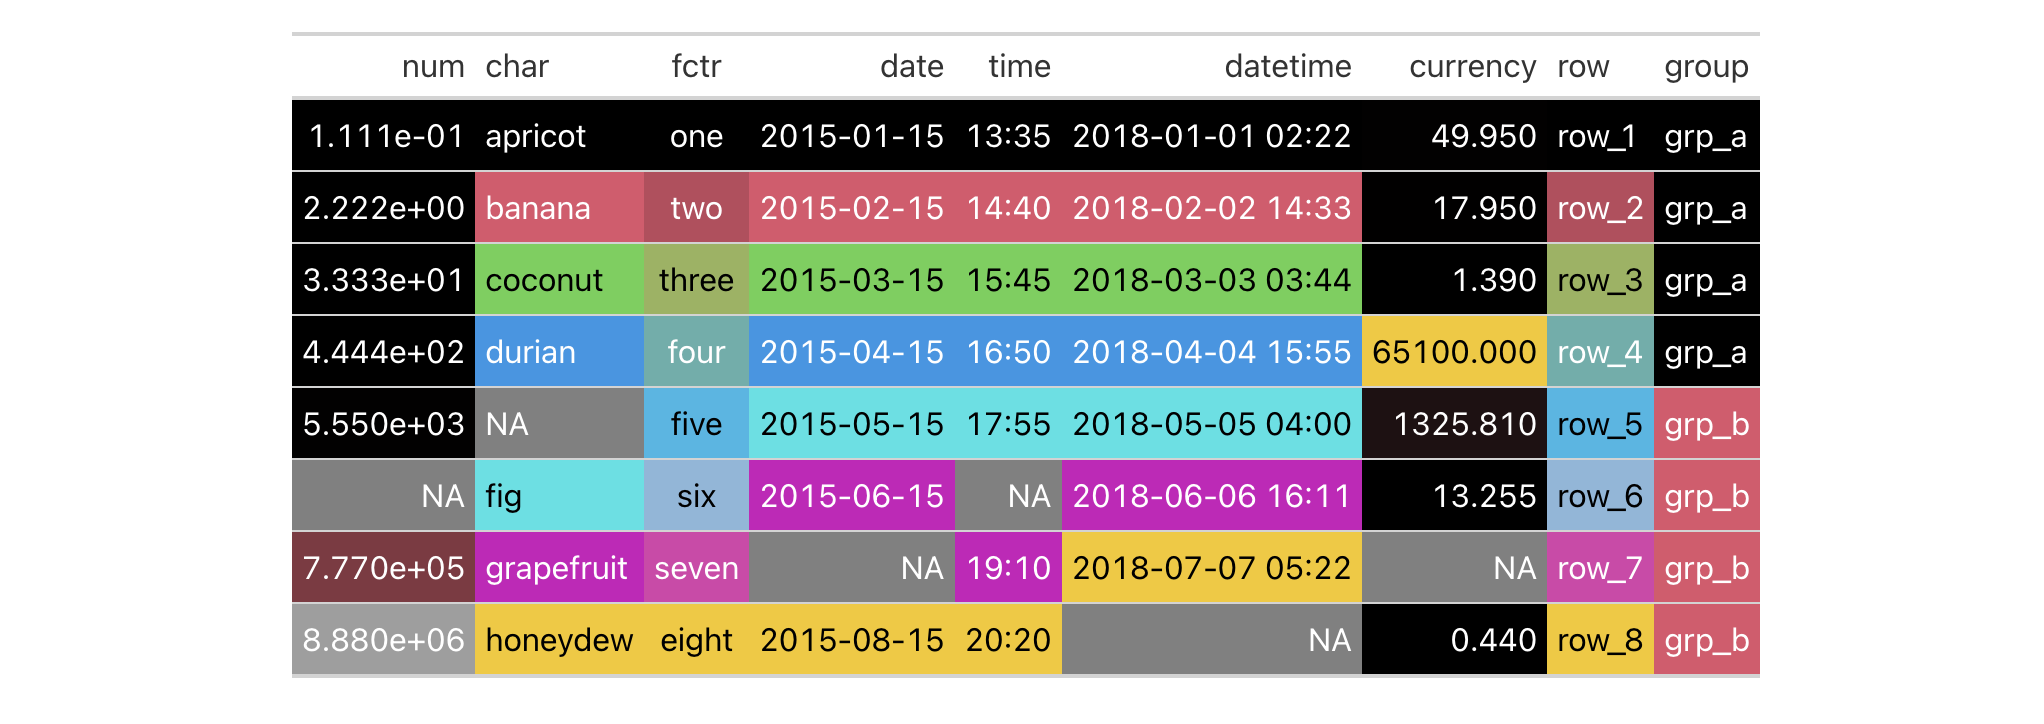 num char fctr date time datetime currency row group
1.111e-01 apricot one 2015-01-15 13:35 2018-01-01 02:22 49.950 row_1 grp_a
2.222e+00 banana two 2015-02-15 14:40 2018-02-02 14:33 17.950 row_2 grp_a
3.333e+01 coconut three 2015-03-15 15:45 2018-03-03 03:44 1.390 row_3 grp_a
4.444e+02 durian four 2015-04-15 16:50 2018-04-04 15:55 65100.000 row_4 grp_a
5.550e+03 NA five 2015-05-15 17:55 2018-05-05 04:00 1325.810 row_5 grp_b
NA fig six 2015-06-15 NA 2018-06-06 16:11 13.255 row_6 grp_b
7.770e+05 grapefruit seven NA 19:10 2018-07-07 05:22 NA row_7 grp_b
8.880e+06 honeydew eight 2015-08-15 20:20 NA 0.440 row_8 grp_b